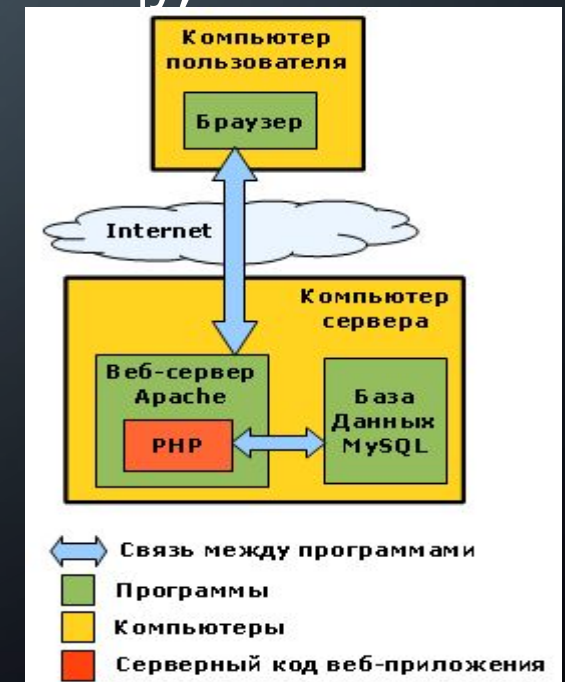 Компьютер
пользователя
Браузер
Internet
Компьютер
сервера
Веб-сервер
Apache
PHP
База
Данных
MySQL
Связь между программами
Программы
Компьютеры
Серверный код веб-приложения